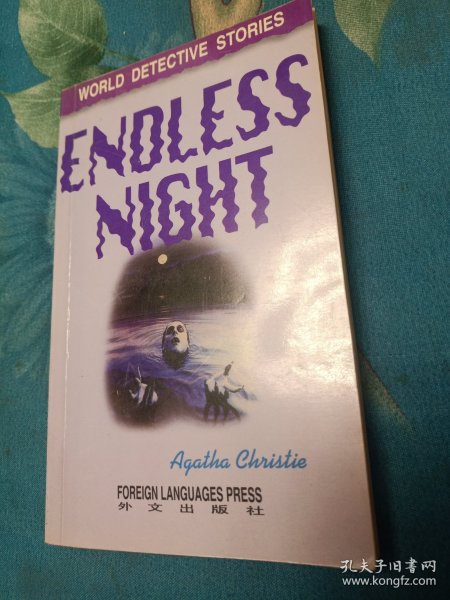 WORLD DETECTIVE STORIES
ENDLESS
NIGHT
Agatha Christie
FOREIGN LANGUAGES PRESS
外文出版社
孔夫子旧书网
www.kongfz.com